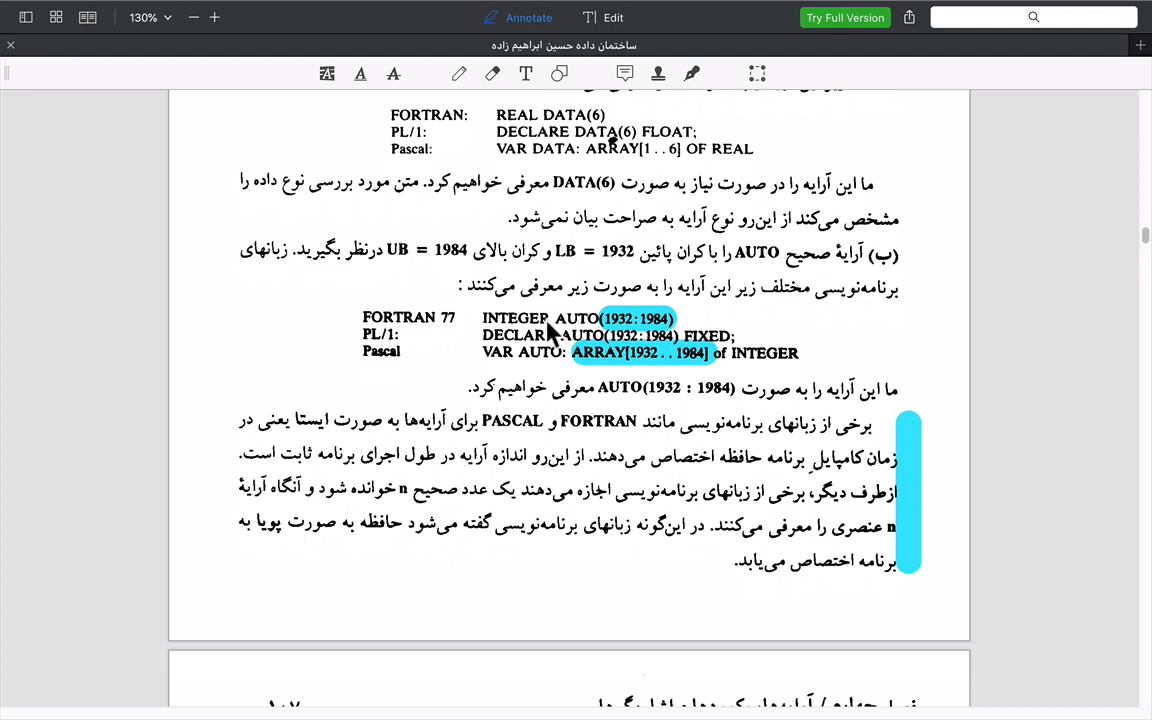 130%
Annotate
Edit
Try Full Version
ساختمان داده حسین ابراهیم زاده
FORTRAN: REAL DATA(6)
PL/1: DECLARE DATA(6) FLOAT;
Pascal: VAR DATA: ARRAY[1 . . 6] OF REAL
ما این آرایه را در صورت نیاز به صورت DATA(6) معرفی خواهیم‌کرد. متن مورد بررسی نوع داده را
مشخص می‌کند از این‌رو نوع آرایه به صراحت بیان نمی‌شود.
(ب) آرایهٔ صحیح AUTO را با کران پائین LB = 1932 و کران بالای UB = 1984 درنظر بگیرید. زبانهای
برنامه‌نویسی مختلف زیر این آرایه را به صورت زیر معرفی می‌کنند :
FORTRAN 77 INTEGER AUTO(1932:1984)
PL/1: DECLARE AUTO(1932:1984) FIXED;
Pascal VAR AUTO: ARRAY[1932 . . 1984] of INTEGER
ما این آرایه را به صورت AUTO(1932 : 1984) معرفی خواهیم‌کرد.
برخی از زبانهای برنامه‌نویسی مانند FORTRAN و PASCAL برای آرایه‌ها به صورت ایستا یعنی در
زمان کامپایل برنامه حافظه اختصاص می‌دهند. از این‌رو اندازه آرایه در طول اجرای برنامه ثابت است.
ازطرف دیگر، برخی از زبانهای برنامه‌نویسی اجازه می‌دهند یک عدد صحیح n خوانده شود و آنگاه آرایهٔ
n عنصری را معرفی می‌کنند. در این‌گونه زبانهای برنامه‌نویسی گفته می‌شود حافظه به صورت پویا به
برنامه اختصاص می‌یابد.